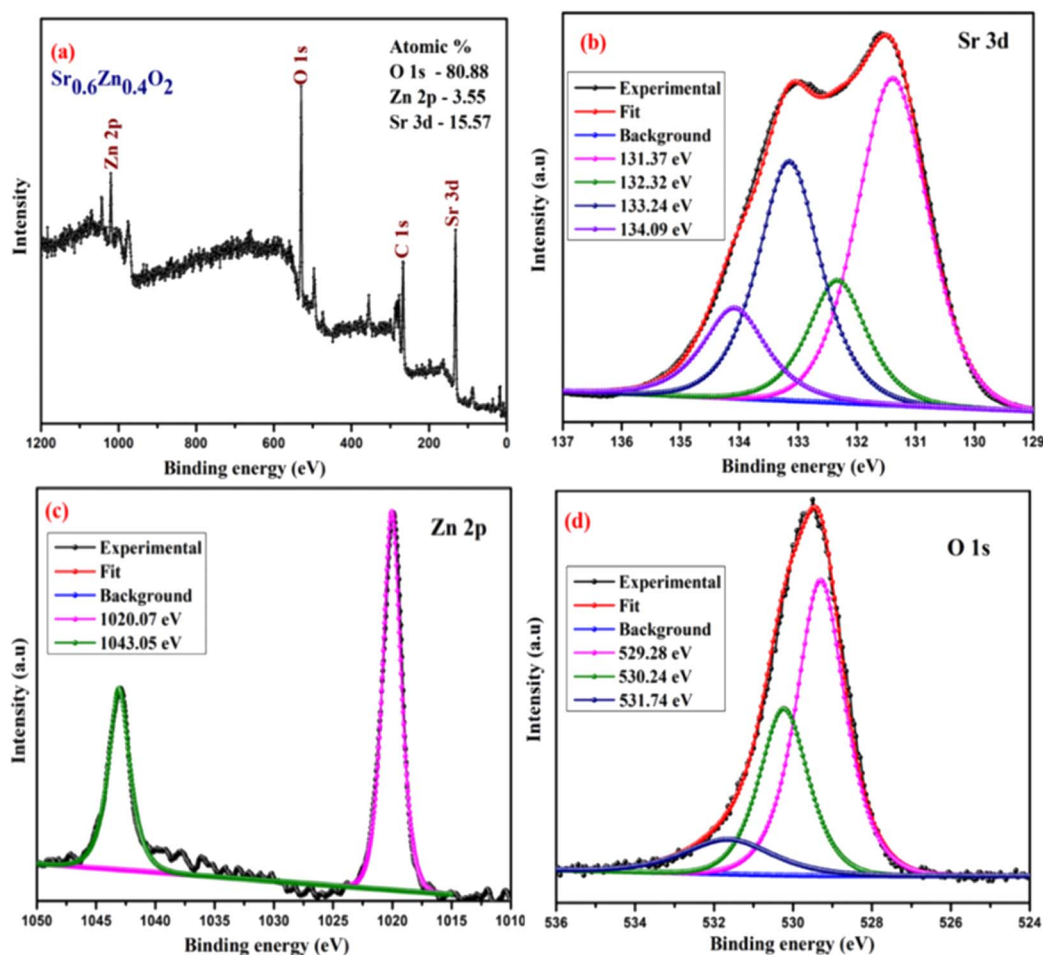 (a)
Sr0.6Zn0.4O2
Atomic %
O 1s - 80.88
Zn 2p - 3.55
Sr 3d - 15.57
Zn 2p
O 1s
C 1s
Sr 3d
Intensity
1200 1000 800 600 400 200 0
Binding energy (eV)
(b)
Sr 3d
Experimental
Fit
Background
131.37 eV
132.32 eV
133.24 eV
134.09 eV
Intensity (a.u)
137 136 135 134 133 132 131 130 129
Binding energy (eV)
(c)
Zn 2p
Experimental
Fit
Background
1020.07 eV
1043.05 eV
Intensity (a.u)
1050 1045 1040 1035 1030 1025 1020 1015 1010
Binding energy (eV)
(d)
O 1s
Experimental
Fit
Background
529.28 eV
530.24 eV
531.74 eV
Intensity (a.u)
536 534 532 530 528 526 524
Binding energy (eV)